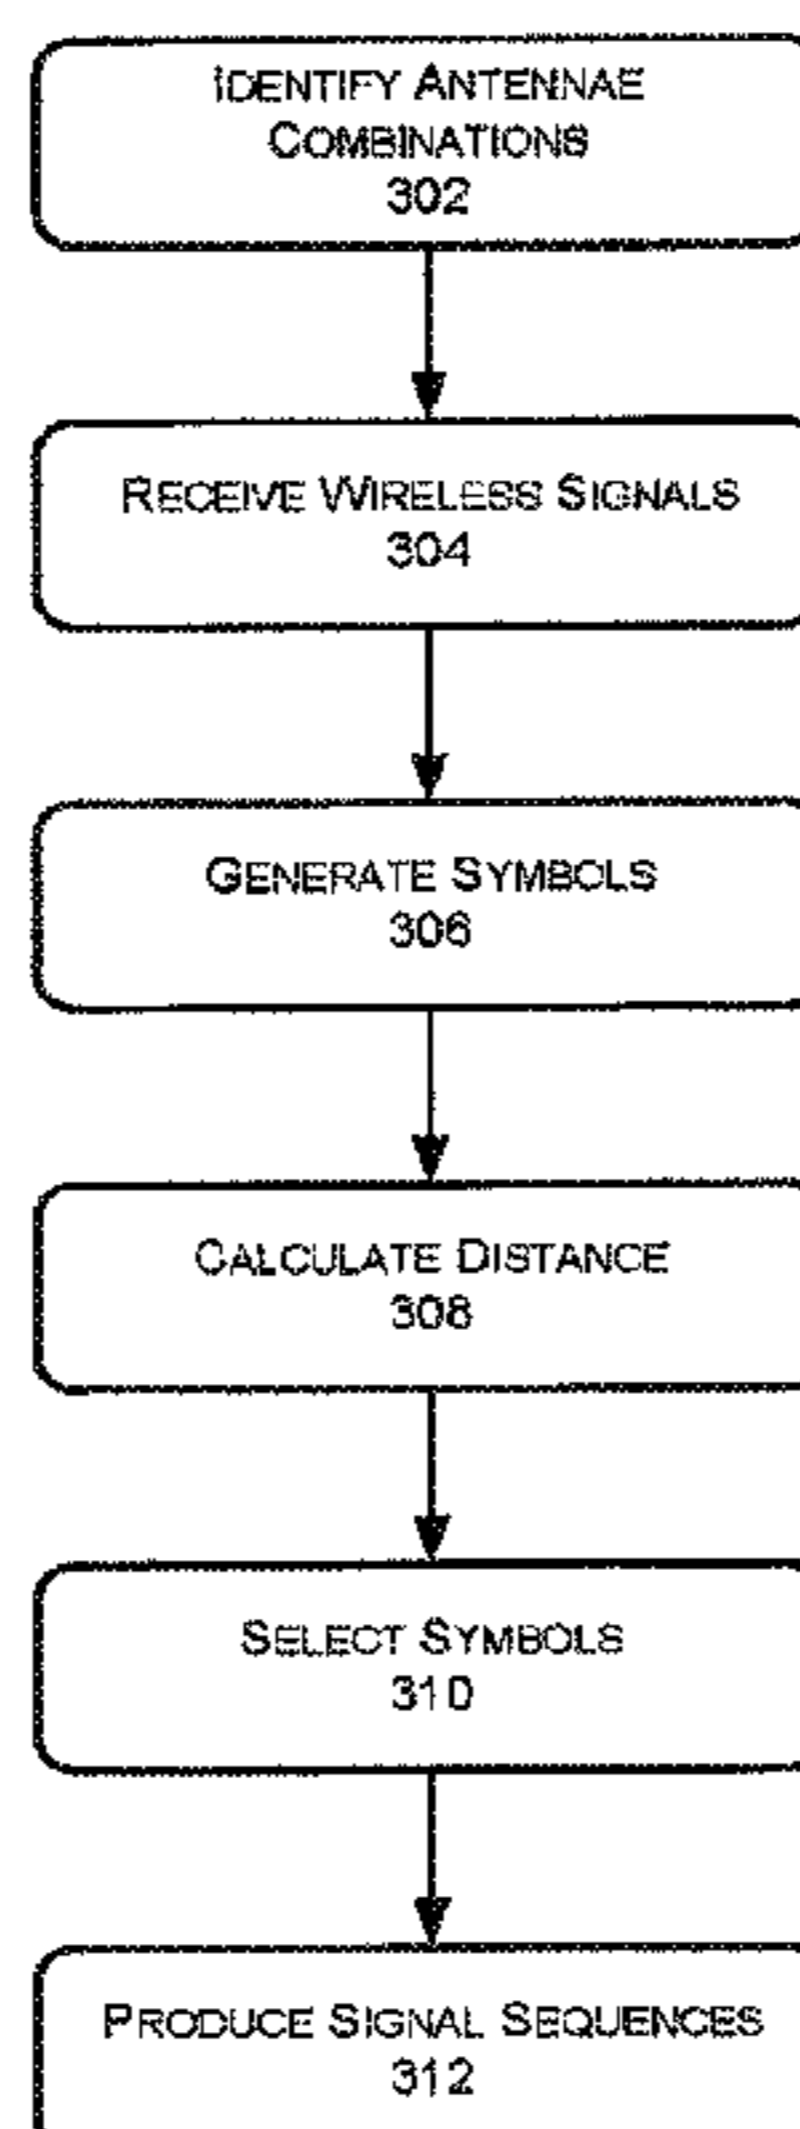 IDENTIFY ANTENNAE
COMBINATIONS
302
RECEIVE WIRELESS SIGNALS
304
GENERATE SYMBOLS
306
CALCULATE DISTANCE
308
SELECT SYMBOLS
310
PRODUCE SIGNAL SEQUENCES
312